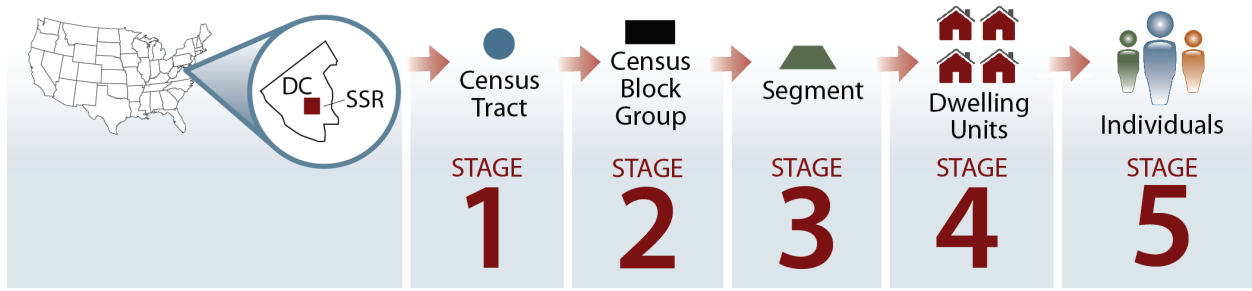 DC
SSR
Census
Tract
STAGE
1
Census
Block
Group
STAGE
2
Segment
STAGE
3
Dwelling
Units
STAGE
4
Individuals
STAGE
5